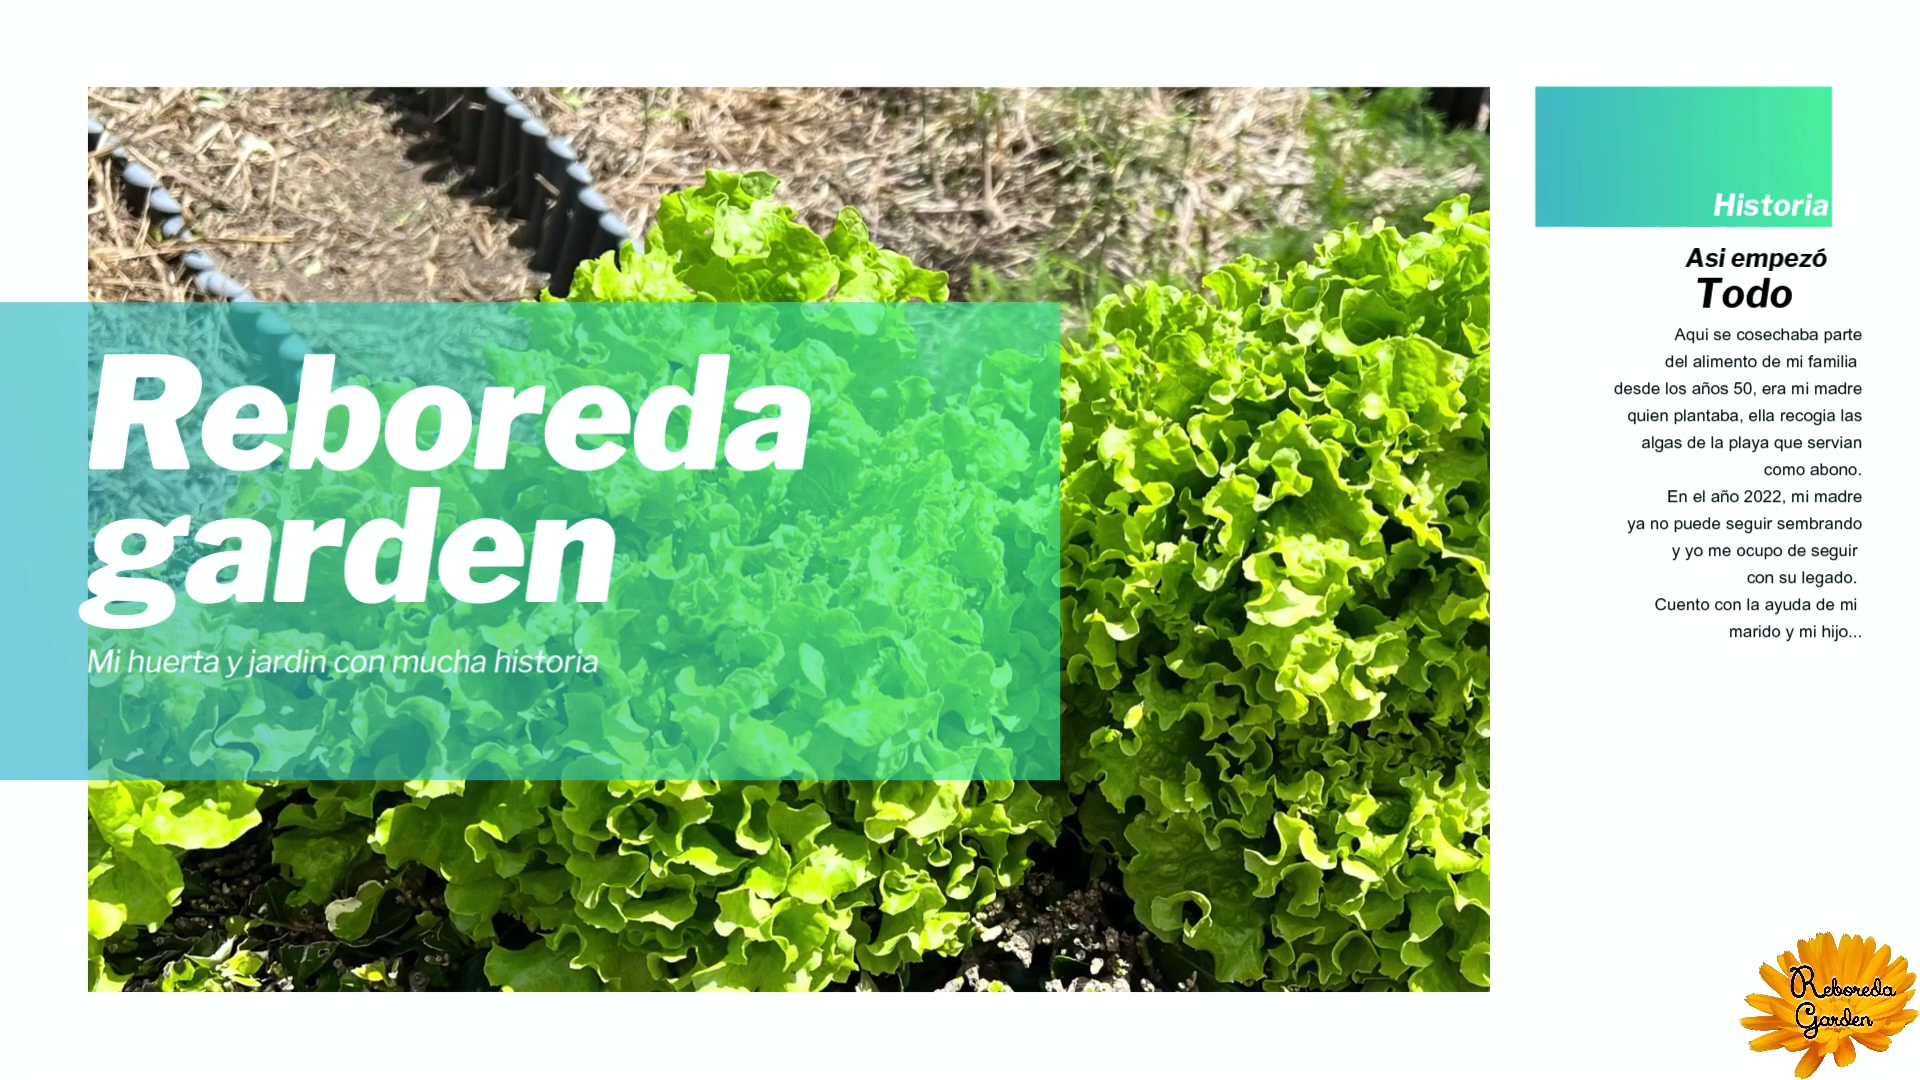 Reboreda
garden
Mi huerta y jardin con mucha historia
Historia
Asi empezó
Todo
Aqui se cosechaba parte
del alimento de mi familia
desde los años 50, era mi madre
quien plantaba, ella recogia las
algas de la playa que servian
como abono.
En el año 2022, mi madre
ya no puede seguir sembrando
y yo me ocupo de seguir
con su legado.
Cuento con la ayuda de mi
marido y mi hijo...
Reboreda
Garden